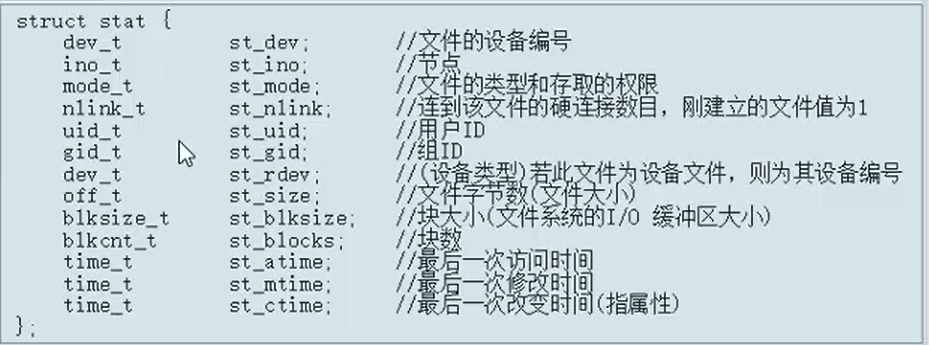 struct stat {
dev_t st_dev; //文件的设备编号
ino_t st_ino; //节点
mode_t st_mode; //文件的类型和存取的权限
nlink_t st_nlink; //连到该文件的硬连接数目，刚建立的文件值为1
uid_t st_uid; //用户ID
gid_t st_gid; //组ID
dev_t st_rdev; //(设备类型)若此文件为设备文件，则为其设备编号
off_t st_size; //文件字节数(文件大小)
blksize_t st_blksize; //块大小(文件系统的I/O 缓冲区大小)
blkcnt_t st_blocks; //块数
time_t st_atime; //最后一次访问时间
time_t st_mtime; //最后一次修改时间
time_t st_ctime; //最后一次改变时间(指属性)
};